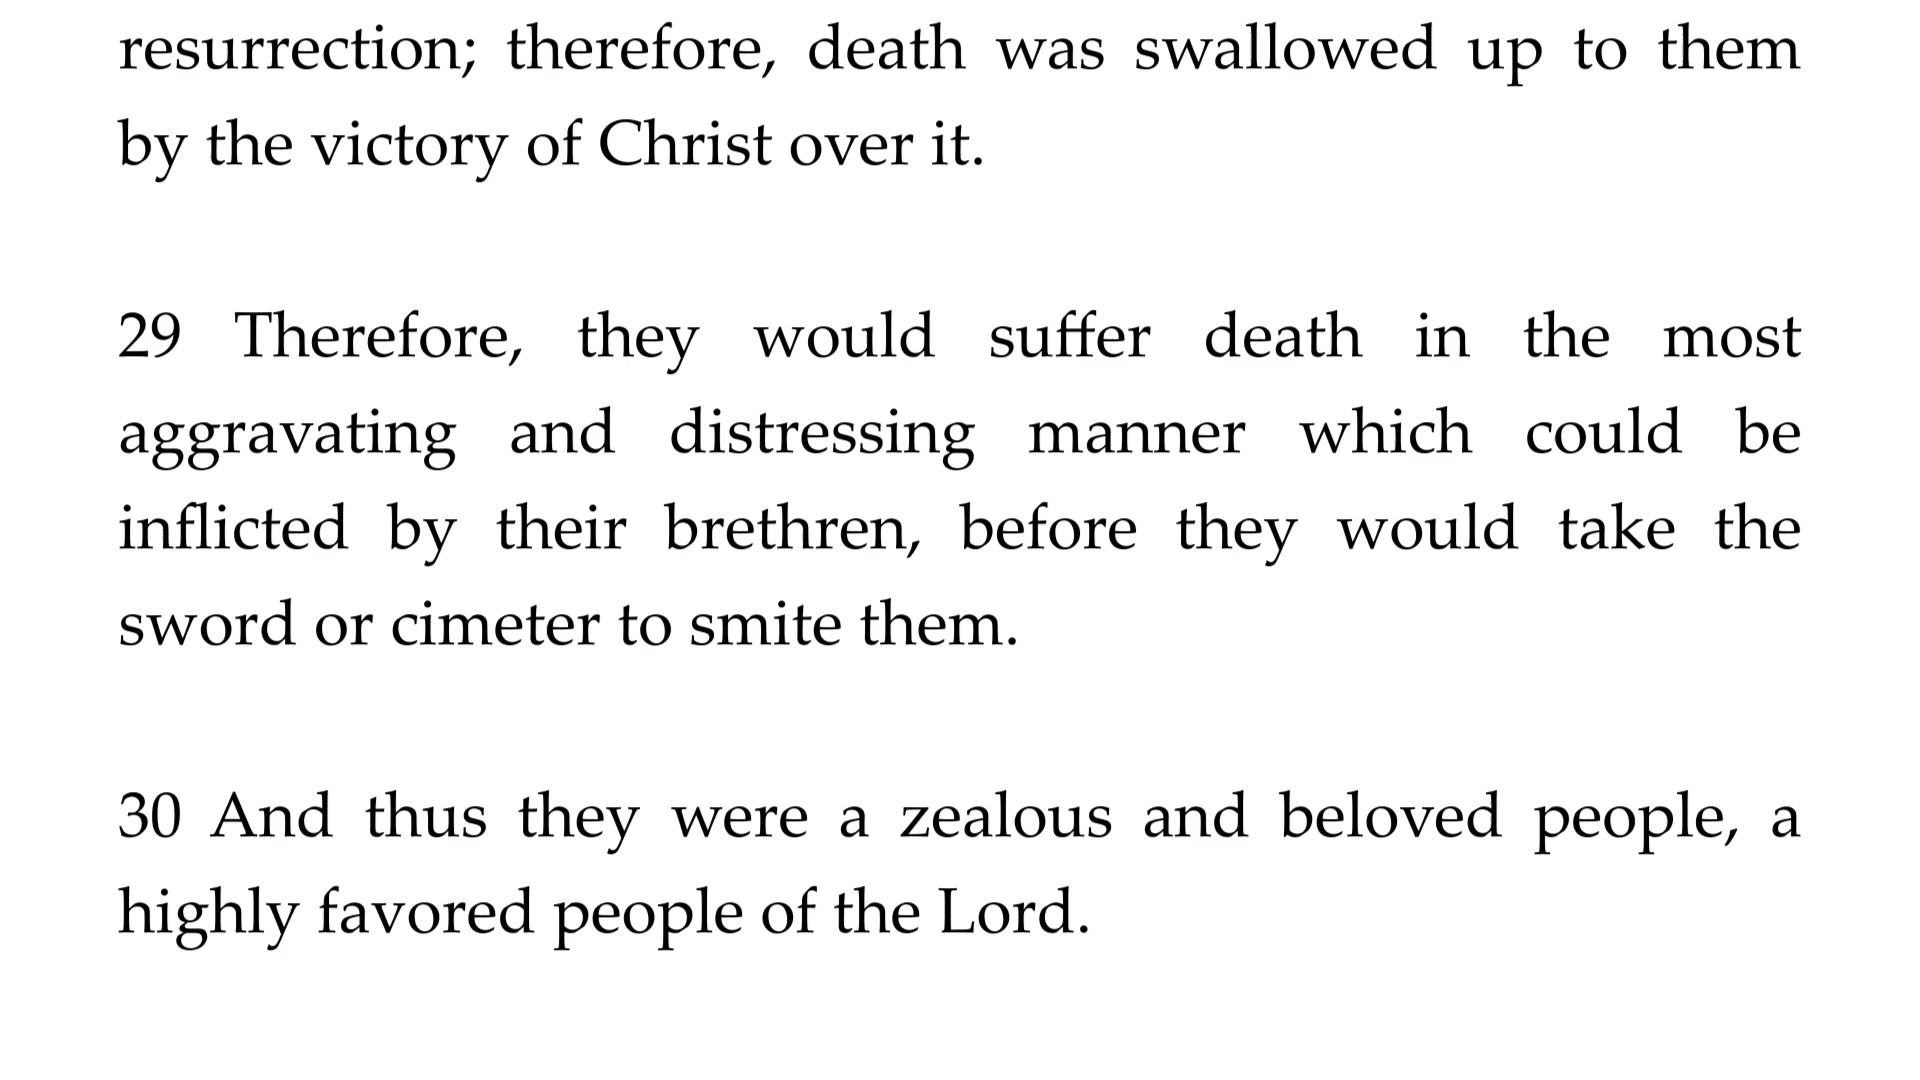 resurrection; therefore, death was swallowed up to them
by the victory of Christ over it.
29 Therefore, they would suffer death in the most
aggravating and distressing manner which could be
inflicted by their brethren, before they would take the
sword or cimeter to smite them.
30 And thus they were a zealous and beloved people, a
highly favored people of the Lord.